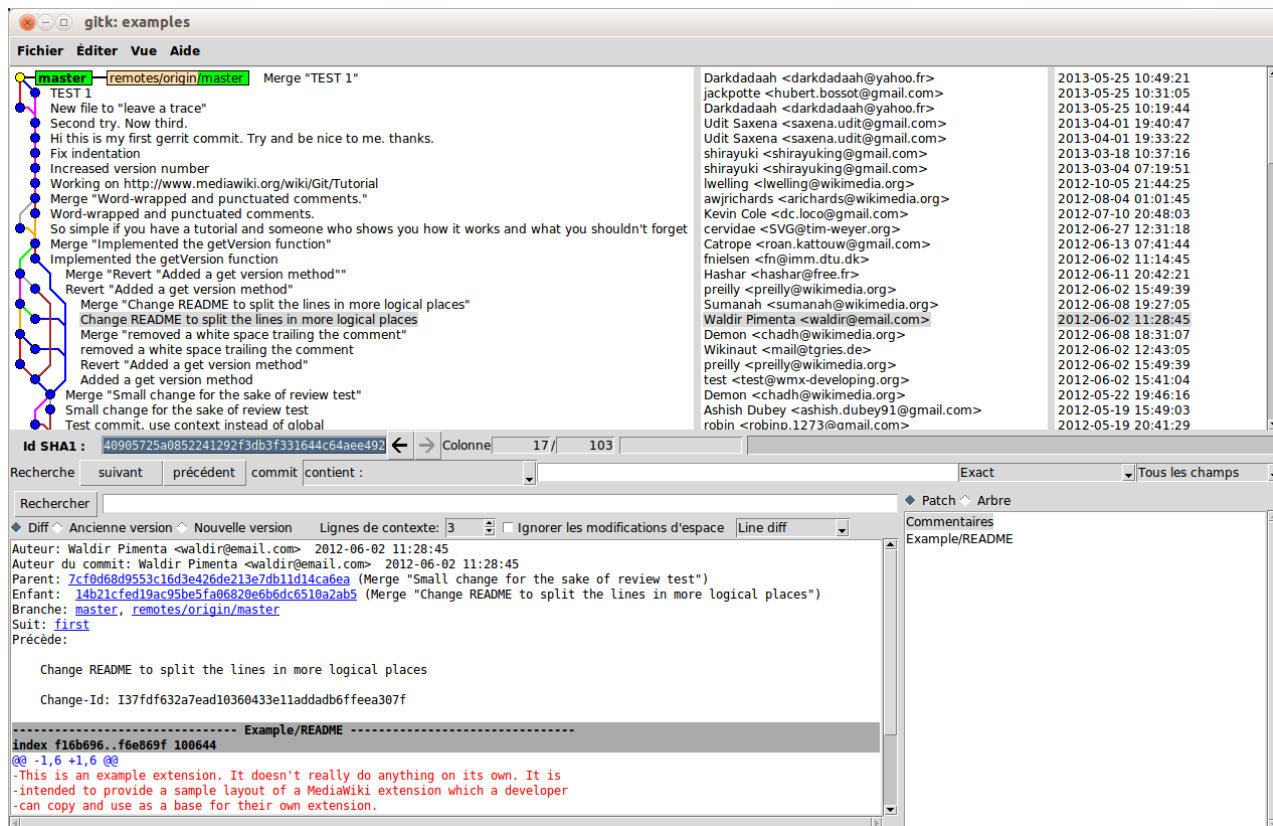 gitk: examples
Fichier Éditer Vue Aide
master remotes/origin/master Merge "TEST 1" Darkdadaah <darkdadaah@yahoo.fr> 2013-05-25 10:49:21
TEST 1 jackpotte <hubert.bossot@gmail.com> 2013-05-25 10:31:05
New file to "leave a trace" Darkdadaah <darkdadaah@yahoo.fr> 2013-05-25 10:19:44
Second try. Now third. Udit Saxena <saxena.udit@gmail.com> 2013-04-01 19:40:47
Hi this is my first gerrit commit. Try and be nice to me. thanks. Udit Saxena <saxena.udit@gmail.com> 2013-04-01 19:33:22
Fix indentation shirayuki <shirayuking@gmail.com> 2013-03-18 10:37:16
Increased version number shirayuki <shirayuking@gmail.com> 2013-03-04 07:19:51
Working on http://www.mediawiki.org/wiki/Git/Tutorial lwelling <lwelling@wikimedia.org> 2012-10-05 21:44:25
Merge "Word-wrapped and punctuated comments." awjrichards <arichards@wikimedia.org> 2012-08-04 01:01:45
Word-wrapped and punctuated comments. Kevin Cole <dc.loco@gmail.com> 2012-07-10 20:48:03
So simple if you have a tutorial and someone who shows you how it works and what you shouldn't forget cervidae <SVG@tim-weyer.org> 2012-06-27 12:31:18
Merge "Implemented the getVersion function" Catrope <roan.kattouw@gmail.com> 2012-06-13 07:41:44
Implemented the getVersion function fnielsen <fn@imm.dtu.dk> 2012-06-02 11:14:45
Merge "Revert "Added a get version method"" Hashar <hashar@free.fr> 2012-06-11 20:42:21
Revert "Added a get version method" preilly <preilly@wikimedia.org> 2012-06-02 15:49:39
Merge "Change README to split the lines in more logical places" Sumanah <sumanah@wikimedia.org> 2012-06-08 19:27:05
Change README to split the lines in more logical places Waldir Pimenta <waldir@email.com> 2012-06-02 11:28:45
Merge "removed a white space trailing the comment" Demon <chadh@wikimedia.org> 2012-06-08 18:31:07
removed a white space trailing the comment Wikinaut <mail@tgries.de> 2012-06-02 12:43:05
Revert "Added a get version method" preilly <preilly@wikimedia.org> 2012-06-02 15:49:39
Added a get version method test <test@wmx-developing.org> 2012-06-02 15:41:04
Merge "Small change for the sake of review test" Demon <chadh@wikimedia.org> 2012-05-22 19:46:16
Small change for the sake of review test Ashish Dubey <ashish.dubey91@gmail.com> 2012-05-19 15:49:03
Test commit, use context instead of global robin <robinp.1273@gmail.com> 2012-05-19 20:41:29
Id SHA1 : 40905725a0852241292f3db3f331644c64aee492 Colonne 17 / 103
Recherche suivant précédent commit contient : Exact Tous les champs
Rechercher Patch Arbre
Diff Ancienne version Nouvelle version Lignes de contexte: 3 Ignorer les modifications d'espace Line diff
Commentaires
Example/README
Auteur: Waldir Pimenta <waldir@email.com> 2012-06-02 11:28:45
Auteur du commit: Waldir Pimenta <waldir@email.com> 2012-06-02 11:28:45
Parent: 7cf0d68d9553c16d3e426de213e7db11d14ca6ea (Merge "Small change for the sake of review test")
Enfant: 14b21cfed19ac95be5fa06820e6b6dc6510a2ab5 (Merge "Change README to split the lines in more logical places")
Branche: master, remotes/origin/master
Suit: first
Précède:
Change README to split the lines in more logical places
Change-Id: I37fdf632a7ead10360433e11addadb6ffeea307f
-------------------------------- Example/README --------------------------------
index f16b696..f6e869f 100644
@@ -1,6 +1,6 @@
-This is an example extension. It doesn't really do anything on its own. It is
-intended to provide a sample layout of a MediaWiki extension which a developer
-can copy and use as a base for their own extension.